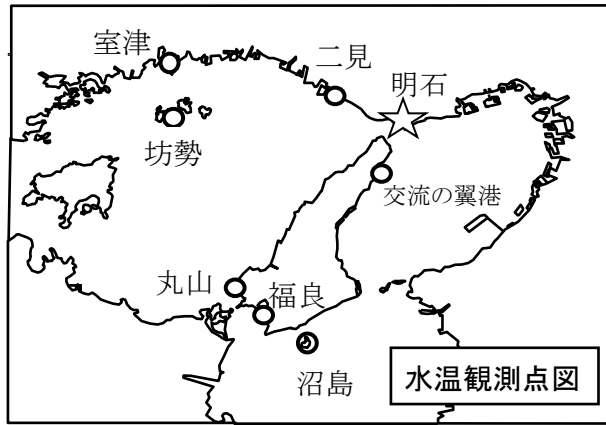 室津
二見
明石
坊勢
交流の翼港
丸山
福良
沼島
水温観測点図